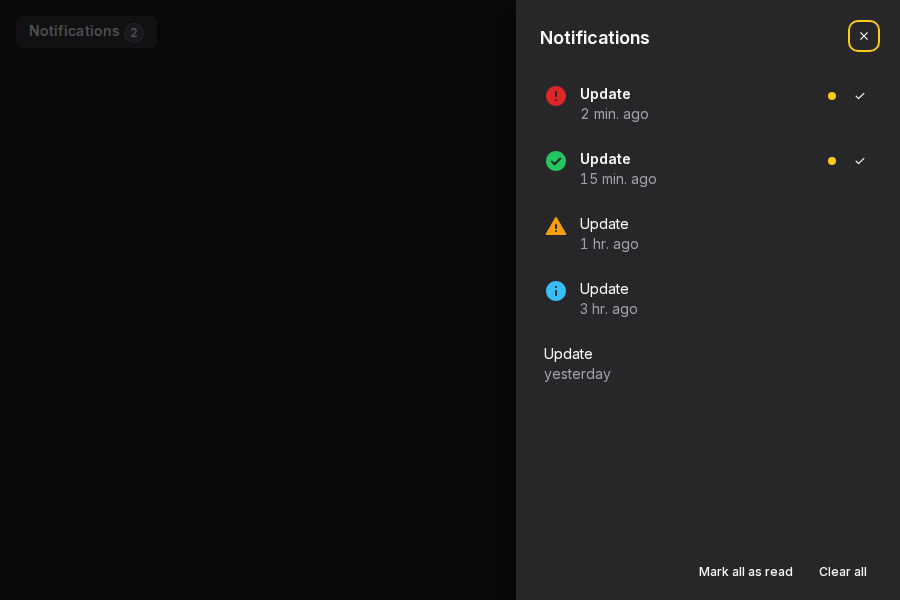 Notifications 2
Notifications
Update
2 min. ago
Update
15 min. ago
Update
1 hr. ago
Update
3 hr. ago
Update
yesterday
Mark all as read Clear all